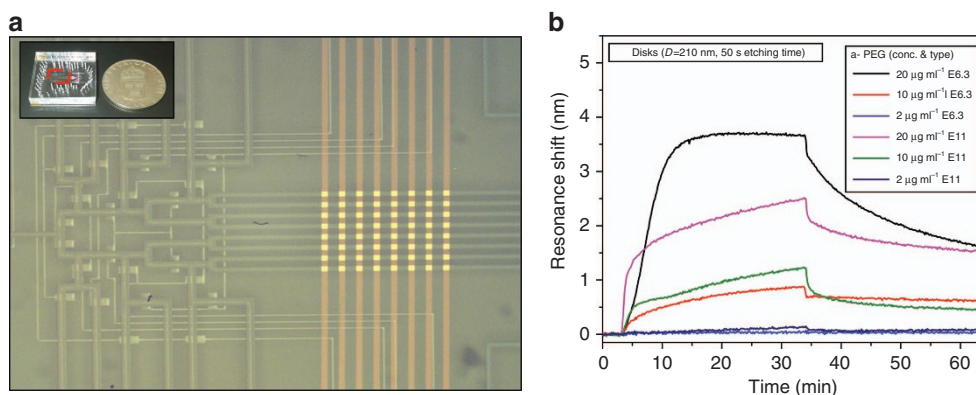 a
b
Disks (D=210 nm, 50 s etching time)
a- PEG (conc. & type)
20 μg ml⁻¹ E6.3
10 μg ml⁻¹l E6.3
2 μg ml⁻¹ E6.3
20 μg ml⁻¹ E11
10 μg ml⁻¹ E11
2 μg ml⁻¹ E11
Resonance shift (nm)
5
4
3
2
1
0
0 10 20 30 40 50 60
Time (min)